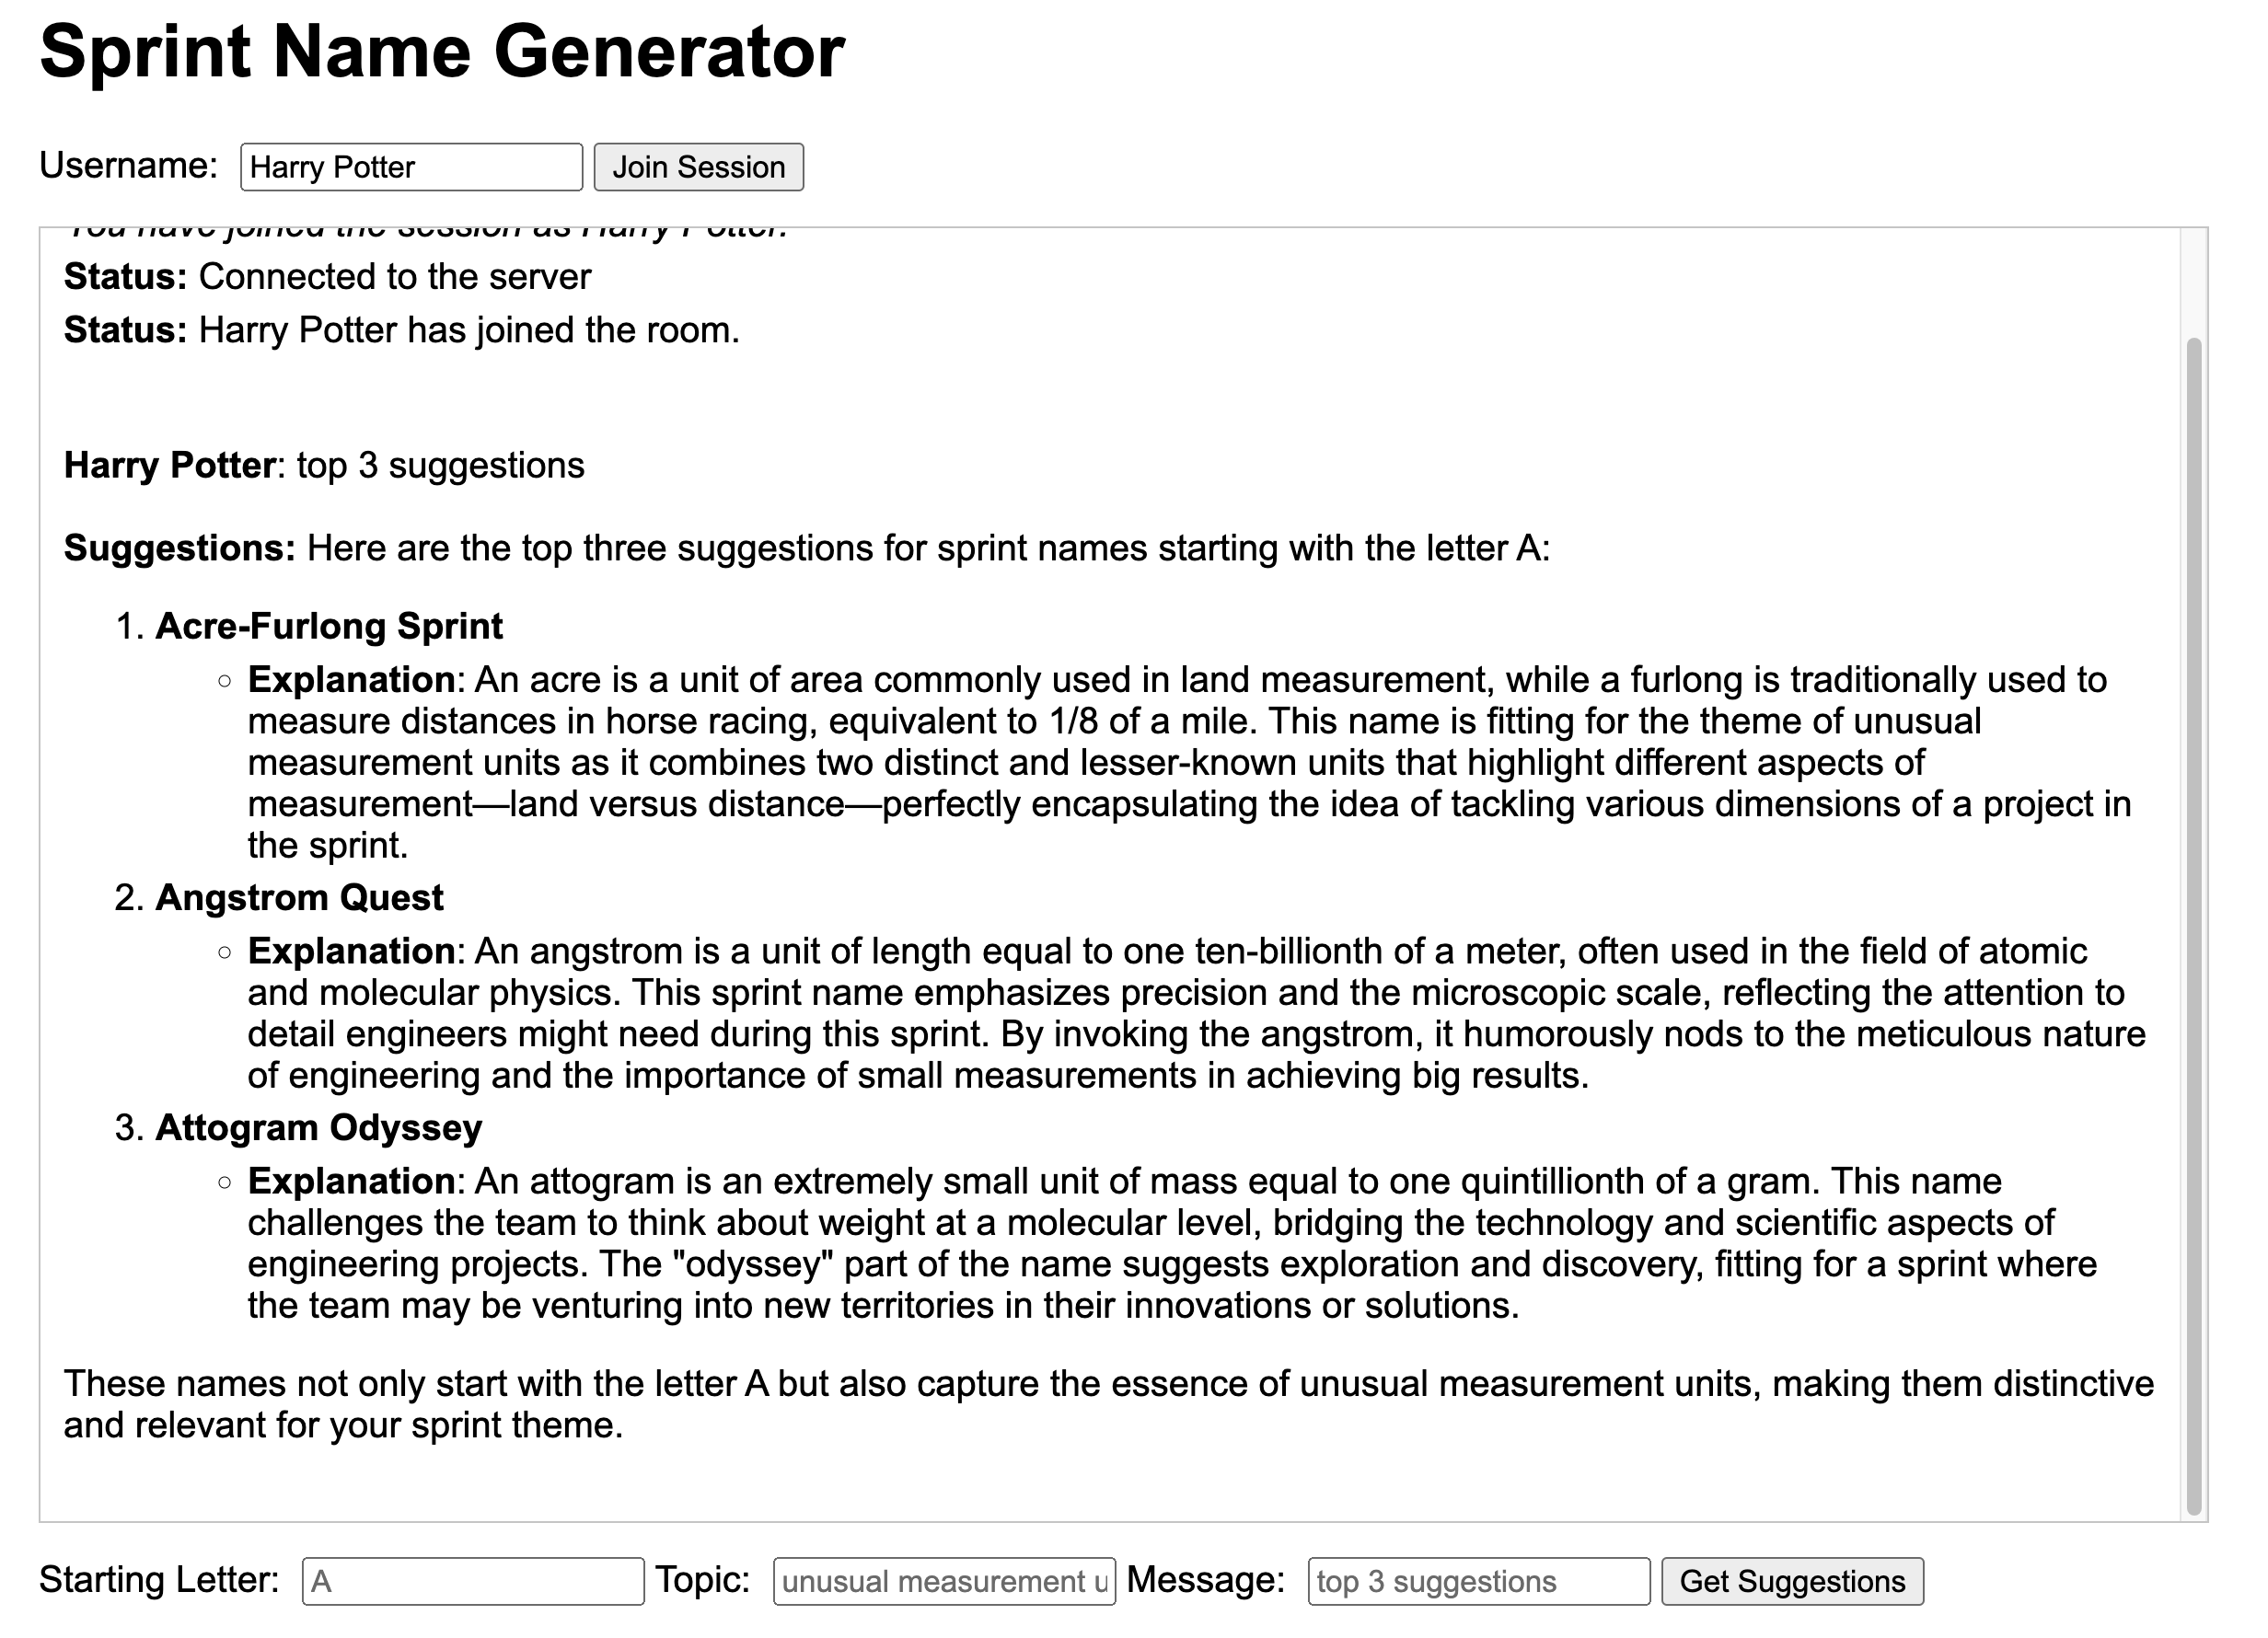 Sprint Name Generator
Username: Harry Potter Join Session
You have joined the session as Harry Potter.
Status: Connected to the server
Status: Harry Potter has joined the room.
Harry Potter: top 3 suggestions
Suggestions: Here are the top three suggestions for sprint names starting with the letter A:
1. Acre-Furlong Sprint
◦ Explanation: An acre is a unit of area commonly used in land measurement, while a furlong is traditionally used to
measure distances in horse racing, equivalent to 1/8 of a mile. This name is fitting for the theme of unusual
measurement units as it combines two distinct and lesser-known units that highlight different aspects of
measurement—land versus distance—perfectly encapsulating the idea of tackling various dimensions of a project in
the sprint.
2. Angstrom Quest
◦ Explanation: An angstrom is a unit of length equal to one ten-billionth of a meter, often used in the field of atomic
and molecular physics. This sprint name emphasizes precision and the microscopic scale, reflecting the attention to
detail engineers might need during this sprint. By invoking the angstrom, it humorously nods to the meticulous nature
of engineering and the importance of small measurements in achieving big results.
3. Attogram Odyssey
◦ Explanation: An attogram is an extremely small unit of mass equal to one quintillionth of a gram. This name
challenges the team to think about weight at a molecular level, bridging the technology and scientific aspects of
engineering projects. The "odyssey" part of the name suggests exploration and discovery, fitting for a sprint where
the team may be venturing into new territories in their innovations or solutions.
These names not only start with the letter A but also capture the essence of unusual measurement units, making them distinctive
and relevant for your sprint theme.
Starting Letter: A Topic: unusual measurement u Message: top 3 suggestions Get Suggestions